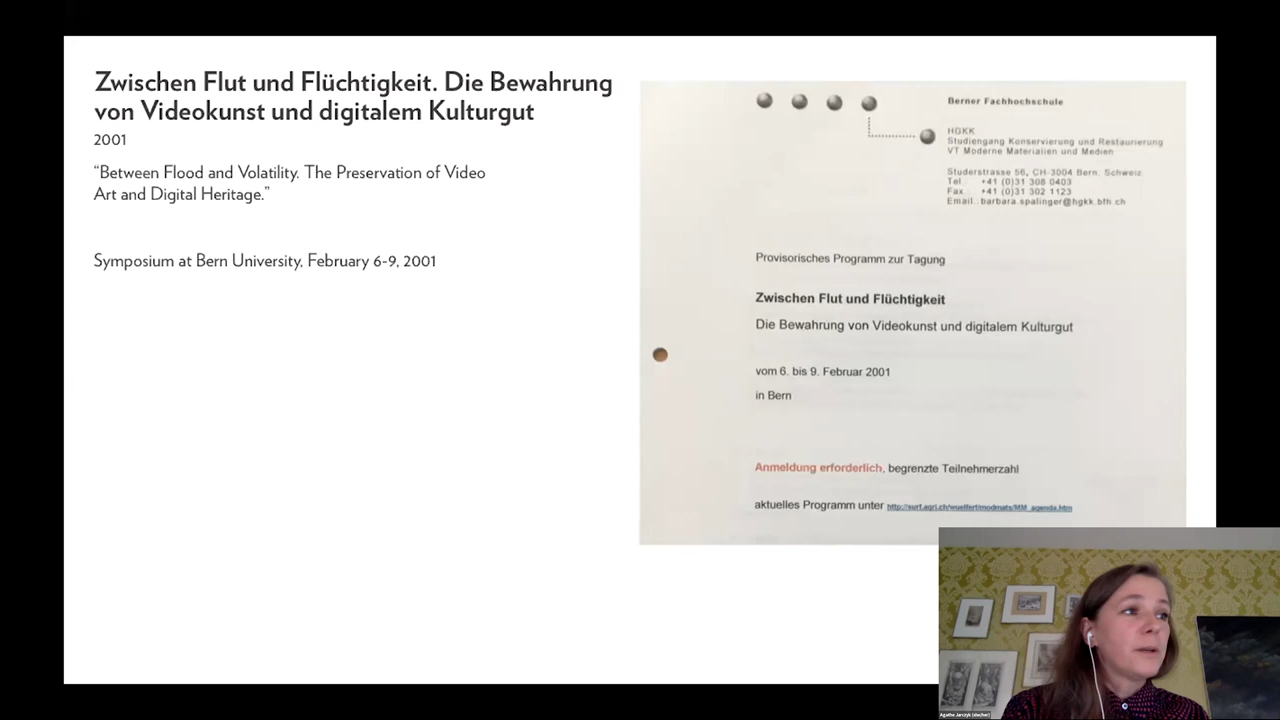 Zwischen Flut und Flüchtigkeit. Die Bewahrung
von Videokunst und digitalem Kulturgut
2001
“Between Flood and Volatility. The Preservation of Video
Art and Digital Heritage.”
Symposium at Bern University, February 6-9, 2001
Berner Fachhochschule
HGKK
Studiengang Konservierung und Restaurierung
VT Moderne Materialien und Medien
Studerstrasse 56, CH-3004 Bern, Schweiz
Tel. +41 (0)31 308 0403
Fax.. +41 (0)31 302 1123
Email..barbara.spalinger@hgkk.bfh.ch
Provisorisches Programm zur Tagung
Zwischen Flut und Flüchtigkeit
Die Bewahrung von Videokunst und digitalem Kulturgut
vom 6. bis 9. Februar 2001
in Bern
Anmeldung erforderlich, begrenzte Teilnehmerzahl
aktuelles Programm unter
Agathe Jarczyk